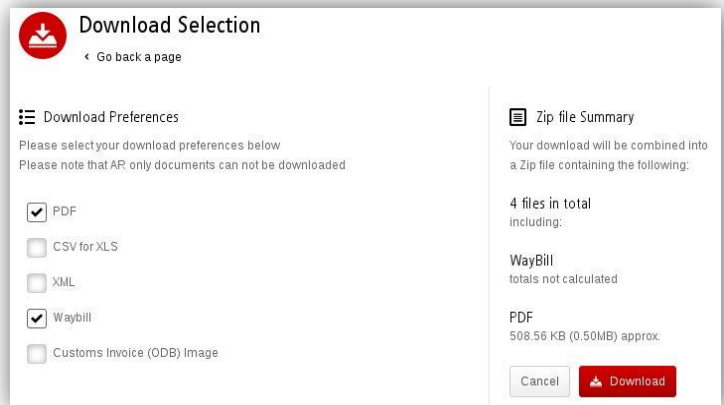 Download Selection
‹ Go back a page
Download Preferences
Please select your download preferences below
Please note that AR only documents can not be downloaded
PDF
CSV for XLS
XML
Waybill
Customs Invoice (ODB) Image
Zip file Summary
Your download will be combined into
a Zip file containing the following:
4 files in total
including:
WayBill
totals not calculated
PDF
508.56 KB (0.50MB) approx.
Cancel
Download